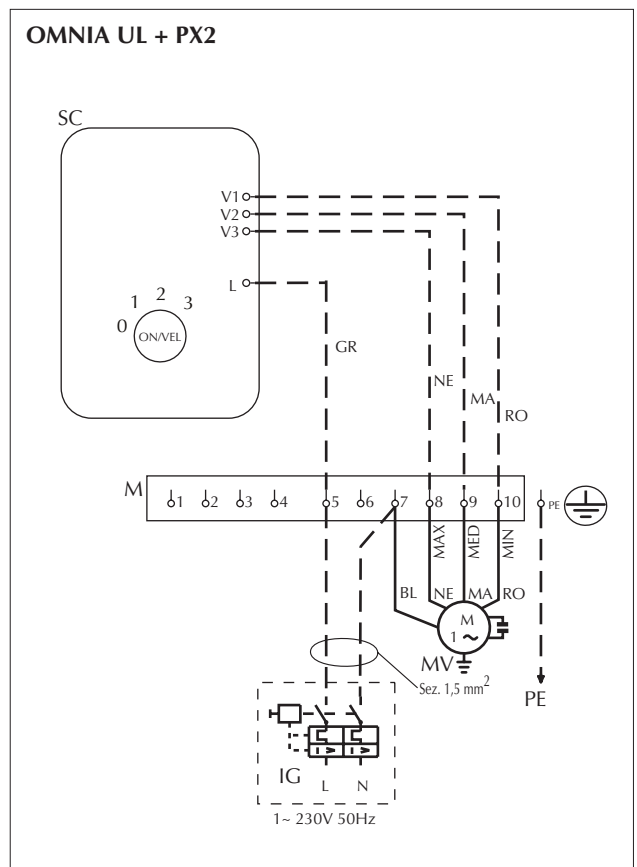 OMNIA UL + PX2
SC
V1
V2
V3
L
0 1 2 3
ON/VEL
GR
NE
MA
RO
M
1 2 3 4 5 6 7 8 9 10 PE
MAX
MED
MIN
BL NE MA RO
M
1 ~
MV
Sez. 1,5 mm²
PE
IG
I> I>
L N
1~ 230V 50Hz